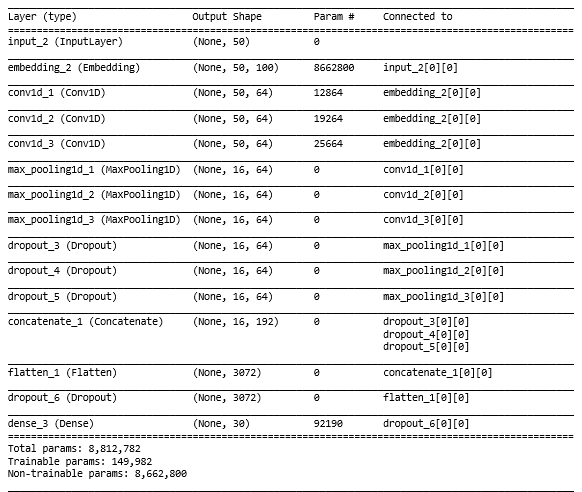 Layer (type) Output Shape Param # Connected to
input_2 (InputLayer) (None, 50) 0
embedding_2 (Embedding) (None, 50, 100) 8662800 input_2[0][0]
conv1d_1 (Conv1D) (None, 50, 64) 12864 embedding_2[0][0]
conv1d_2 (Conv1D) (None, 50, 64) 19264 embedding_2[0][0]
conv1d_3 (Conv1D) (None, 50, 64) 25664 embedding_2[0][0]
max_pooling1d_1 (MaxPooling1D) (None, 16, 64) 0 conv1d_1[0][0]
max_pooling1d_2 (MaxPooling1D) (None, 16, 64) 0 conv1d_2[0][0]
max_pooling1d_3 (MaxPooling1D) (None, 16, 64) 0 conv1d_3[0][0]
dropout_3 (Dropout) (None, 16, 64) 0 max_pooling1d_1[0][0]
dropout_4 (Dropout) (None, 16, 64) 0 max_pooling1d_2[0][0]
dropout_5 (Dropout) (None, 16, 64) 0 max_pooling1d_3[0][0]
concatenate_1 (Concatenate) (None, 16, 192) 0 dropout_3[0][0]
dropout_4[0][0]
dropout_5[0][0]
flatten_1 (Flatten) (None, 3072) 0 concatenate_1[0][0]
dropout_6 (Dropout) (None, 3072) 0 flatten_1[0][0]
dense_3 (Dense) (None, 30) 92190 dropout_6[0][0]
Total params: 8,812,782
Trainable params: 149,982
Non-trainable params: 8,662,800